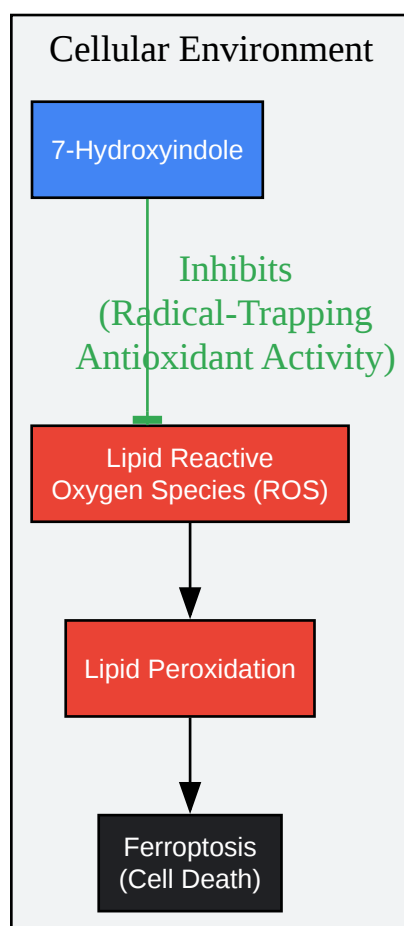 Cellular Environment
7-Hydroxyindole
Inhibits
(Radical-Trapping
Antioxidant Activity)
Lipid Reactive
Oxygen Species (ROS)
Lipid Peroxidation
Ferroptosis
(Cell Death)